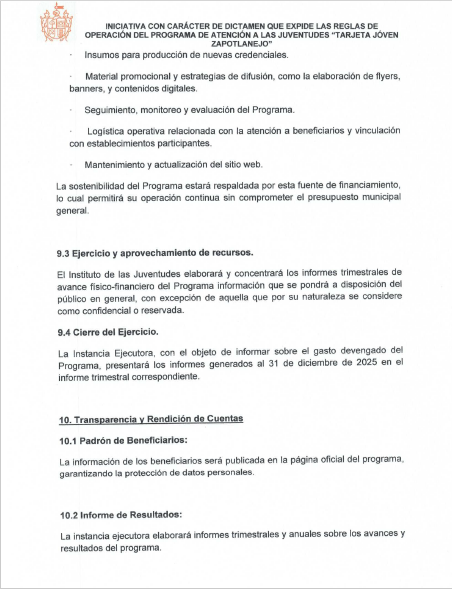 INICIATIVA CON CARÁCTER DE DICTAMEN QUE EXPIDE LAS REGLAS DE
OPERACIÓN DEL PROGRAMA DE ATENCIÓN A LAS JUVENTUDES "TARJETA JÓVEN
ZAPOTLANEJO"
· Insumos para producción de nuevas credenciales.
· Material promocional y estrategias de difusión, como la elaboración de flyers,
banners, y contenidos digitales.
· Seguimiento, monitoreo y evaluación del Programa.
· Logística operativa relacionada con la atención a beneficiarios y vinculación
con establecimientos participantes.
· Mantenimiento y actualización del sitio web.
La sostenibilidad del Programa estará respaldada por esta fuente de financiamiento,
lo cual permitirá su operación continua sin comprometer el presupuesto municipal
general.
9.3 Ejercicio y aprovechamiento de recursos.
El Instituto de las Juventudes elaborará y concentrará los informes trimestrales de
avance físico-financiero del Programa información que se pondrá a disposición del
público en general, con excepción de aquella que por su naturaleza se considere
como confidencial o reservada.
9.4 Cierre del Ejercicio.
La Instancia Ejecutora, con el objeto de informar sobre el gasto devengado del
Programa, presentará los informes generados al 31 de diciembre de 2025 en el
informe trimestral correspondiente.
10. Transparencia y Rendición de Cuentas
10.1 Padrón de Beneficiarios:
La información de los beneficiarios será publicada en la página oficial del programa,
garantizando la protección de datos personales.
10.2 Informe de Resultados:
La instancia ejecutora elaborará informes trimestrales y anuales sobre los avances y
resultados del programa.